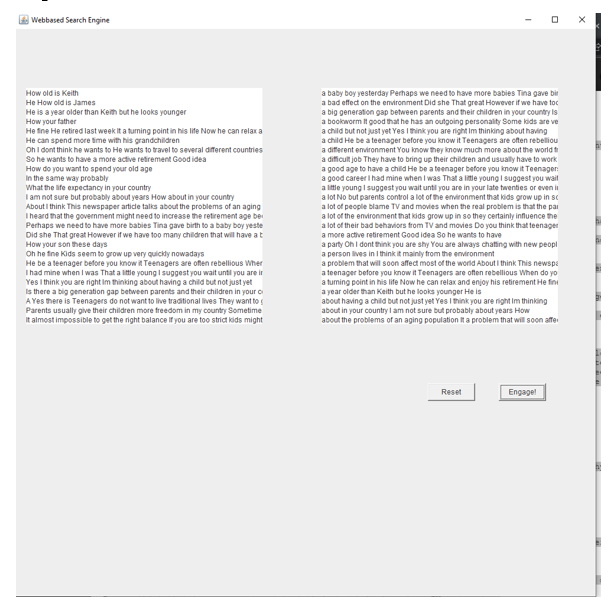 Webbased Search Engine
How old is Keith
He How old is James
He is a year older than Keith but he looks younger
How your father
He fine He retired last week It a turning point in his life Now he can relax a
He can spend more time with his grandchildren
Oh I dont think he wants to He wants to travel to several different countries
So he wants to have a more active retirement Good idea
How do you want to spend your old age
In the same way probably
What the life expectancy in your country
I am not sure but probably about years How about in your country
About I think This newspaper article talks about the problems of an aging
I heard that the government might need to increase the retirement age be
Perhaps we need to have more babies Tina gave birth to a baby boy yeste
Did she That great However if we have too many children that will have a b
How your son these days
Oh he fine Kids seem to grow up very quickly nowadays
He be a teenager before you know it Teenagers are often rebellious When
I had mine when I was That a little young I suggest you wait until you are in
Yes I think you are right Im thinking about having a child but not just yet
Is there a big generation gap between parents and their children in your co
A Yes there is Teenagers do not want to live traditional lives They want to g
Parents usually give their children more freedom in my country Sometime
It almost impossible to get the right balance If you are too strict kids might
a baby boy yesterday Perhaps we need to have more babies Tina gave bir
a bad effect on the environment Did she That great However if we have too
a big generation gap between parents and their children in your country Is
a bookworm It good that he has an outgoing personality Some kids are ve
a child but not just yet Yes I think you are right Im thinking about having
a child He be a teenager before you know it Teenagers are often rebelliou
a different environment You know they know much more about the world
a difficult job They have to bring up their children and usually have to work
a good age to have a child He be a teenager before you know it Teenager
a good career I had mine when I was That a little young I suggest you wait
a little young I suggest you wait until you are in your late twenties or even i
a lot No but parents control a lot of the environment that kids grow up in so
a lot of people blame TV and movies when the real problem is that the par
a lot of the environment that kids grow up in so they certainly influence the
a lot of their bad behaviors from TV and movies Do you think that teenager
a more active retirement Good idea So he wants to have
a party Oh I dont think you are shy You are always chatting with new peopl
a person lives in I think it mainly from the environment
a problem that will soon affect most of the world About I think This newspa
a teenager before you know it Teenagers are often rebellious When do yo
a turning point in his life Now he can relax and enjoy his retirement He fine
a year older than Keith but he looks younger He is
about having a child but not just yet Yes I think you are right Im thinking
about in your country I am not sure but probably about years How
about the problems of an aging population It a problem that will soon affe
Reset
Engage!